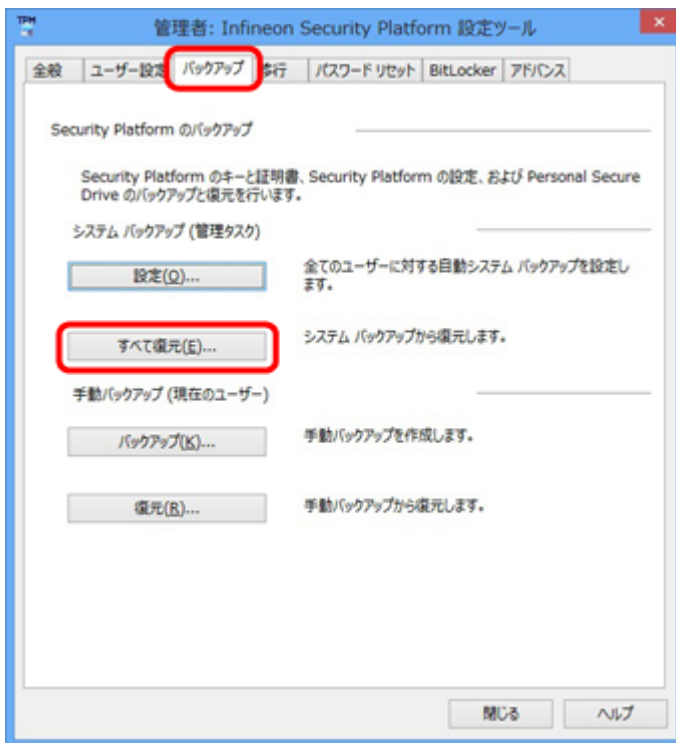 TPM
管理者: Infineon Security Platform 設定ツール
全般 ユーザー設定 バックアップ 移行 パスワード リセット BitLocker アドバンス
Security Platform のバックアップ
Security Platform のキーと証明書、Security Platform の設定、および Personal Secure
Drive のバックアップと復元を行います。
システム バックアップ (管理タスク)
設定(O)...
全てのユーザーに対する自動システム バックアップを設定し
ます。
すべて復元(E)...
システム バックアップから復元します。
手動バックアップ (現在のユーザー)
バックアップ(K)...
手動バックアップを作成します。
復元(R)...
手動バックアップから復元します。
閉じる ヘルプ